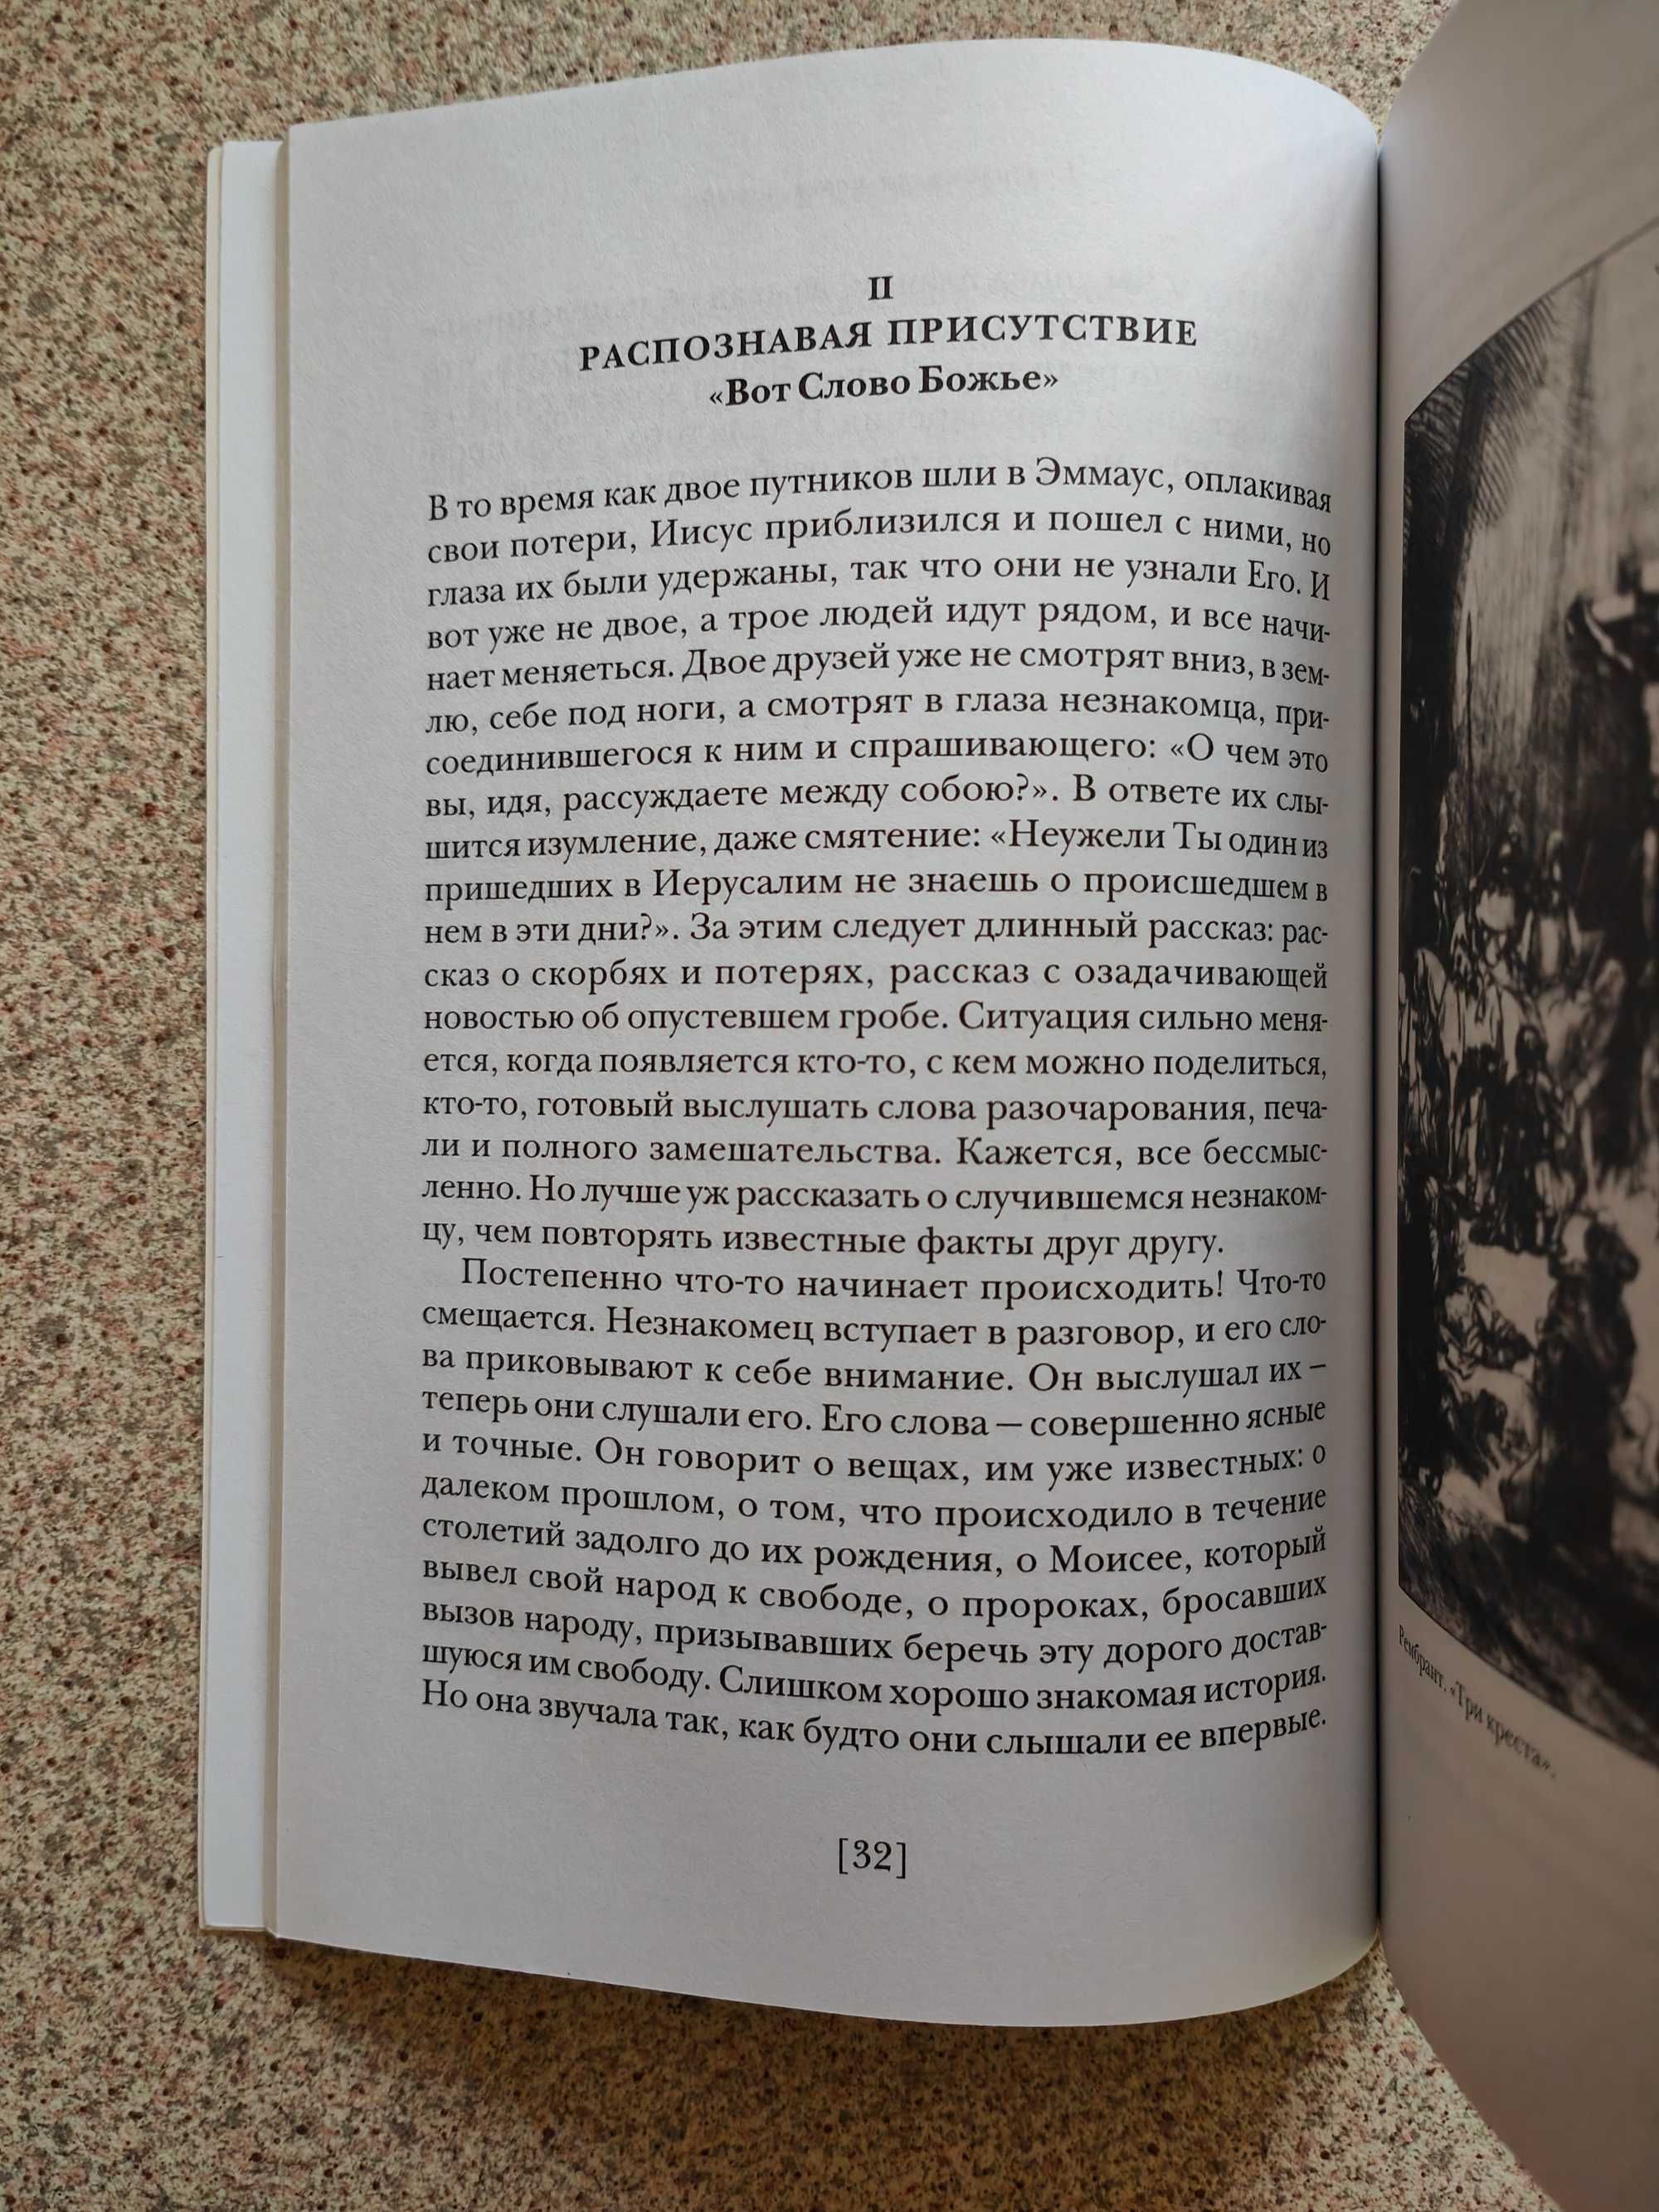 II
РАСПОЗНАВАЯ ПРИСУТСТВИЕ
«Вот Слово Божье»
В то время как двое путников шли в Эммаус, оплакивая
свои потери, Иисус приблизился и пошел с ними, но
глаза их были удержаны, так что они не узнали Его. И
вот уже не двое, а трое людей идут рядом, и все начи-
нает меняеться. Двое друзей уже не смотрят вниз, в зем-
лю, себе под ноги, а смотрят в глаза незнакомца, при-
соединившегося к ним и спрашивающего: «О чем это
вы, идя, рассуждаете между собою?». В ответе их слы-
шится изумление, даже смятение: «Неужели Ты один из
пришедших в Иерусалим не знаешь о происшедшем в
нем в эти дни?». За этим следует длинный рассказ: рас-
сказ о скорбях и потерях, рассказ с озадачивающей
новостью об опустевшем гробе. Ситуация сильно меня-
ется, когда появляется кто-то, с кем можно поделиться,
кто-то, готовый выслушать слова разочарования, печа-
ли и полного замешательства. Кажется, все бессмыс-
ленно. Но лучше уж рассказать о случившемся незнаком-
цу, чем повторять известные факты друг другу.
Постепенно что-то начинает происходить! Что-то
смещается. Незнакомец вступает в разговор, и его сло-
ва приковывают к себе внимание. Он выслушал их –
теперь они слушали его. Его слова — совершенно ясные
и точные. Он говорит о вещах, им уже известных: о
далеком прошлом, о том, что происходило в течение
столетий задолго до их рождения, о Моисее, который
вывел свой народ к свободе, о пророках, бросавших
вызов народу, призывавших беречь эту дорого достав-
шуюся им свободу. Слишком хорошо знакомая история.
Но она звучала так, как будто они слышали ее впервые.
[32]
Рембрант. «Три креста».